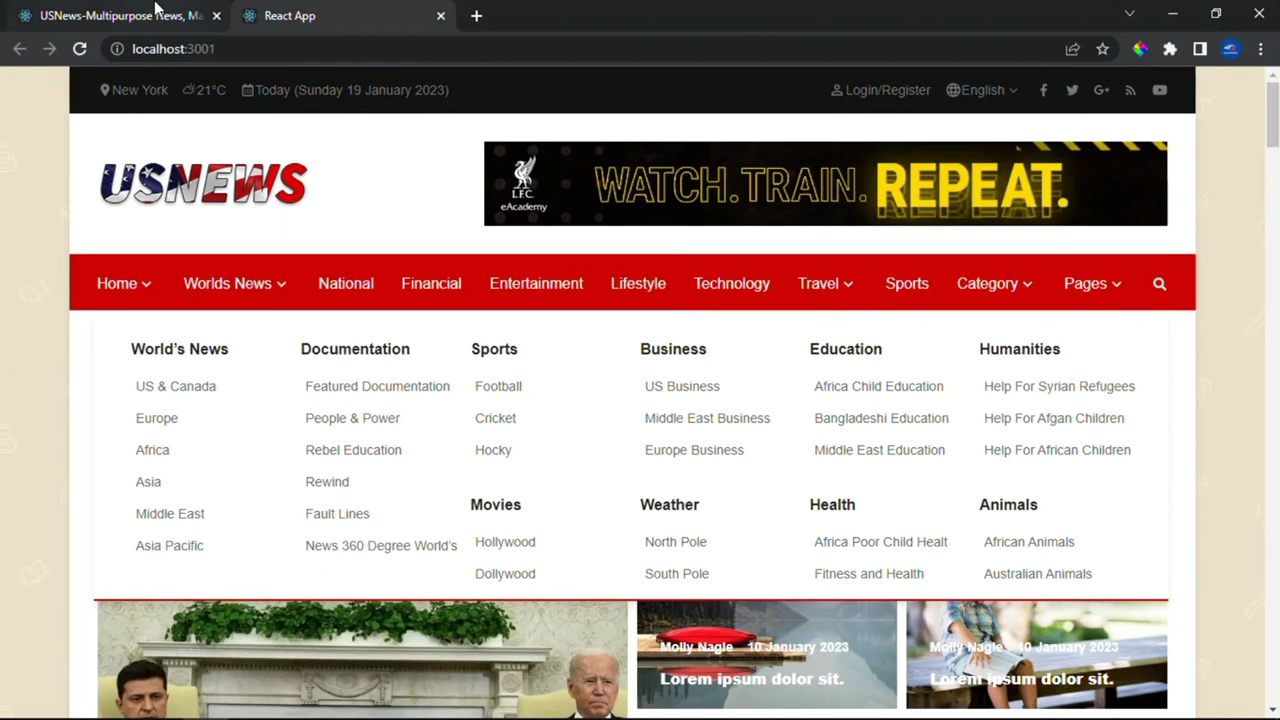 USNews-Multipurpose News, Ma
React App
localhost:3001
New York 21°C Today (Sunday 19 January 2023)
Login/Register English
USNEWS
L.F.C.
eAcademy
WATCH.TRAIN. REPEAT.
Home Worlds News National Financial Entertainment Lifestyle Technology Travel Sports Category Pages
World's News
US & Canada
Europe
Africa
Asia
Middle East
Asia Pacific
Documentation
Featured Documentation
People & Power
Rebel Education
Rewind
Fault Lines
News 360 Degree World's
Sports
Football
Cricket
Hocky
Movies
Hollywood
Dollywood
Business
US Business
Middle East Business
Europe Business
Weather
North Pole
South Pole
Education
Africa Child Education
Bangladeshi Education
Middle East Education
Health
Africa Poor Child Healt
Fitness and Health
Humanities
Help For Syrian Refugees
Help For Afgan Children
Help For African Children
Animals
African Animals
Australian Animals
Molly Nagle 10 January 2023
Lorem ipsum dolor sit.
Molly Nagle 10 January 2023
Lorem ipsum dolor sit.